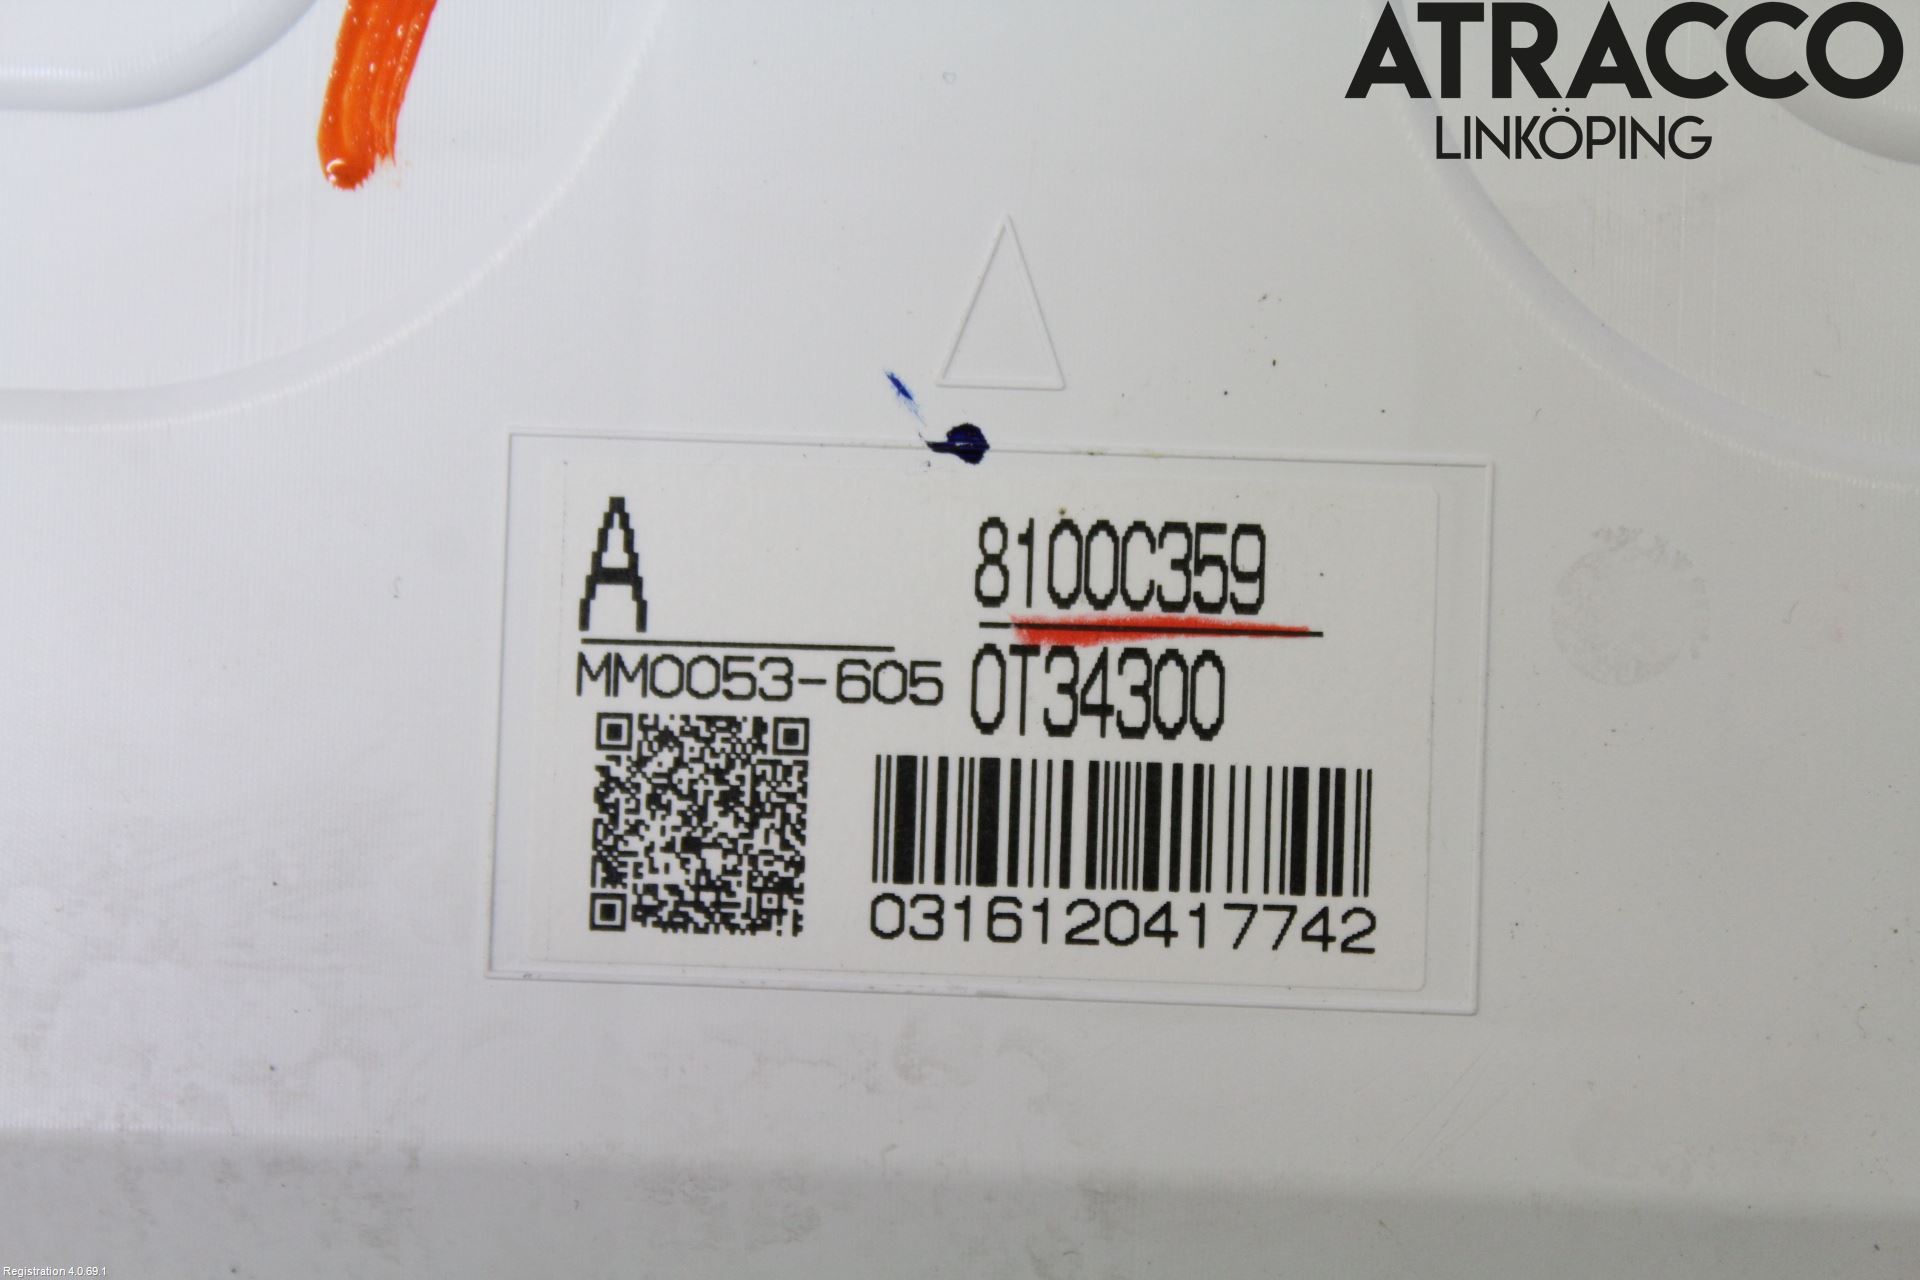 ATRACCO
LINKÖPING
A
8100C359
MM0053-605
0T34300
0316120417742
Registration 4.0.69.1